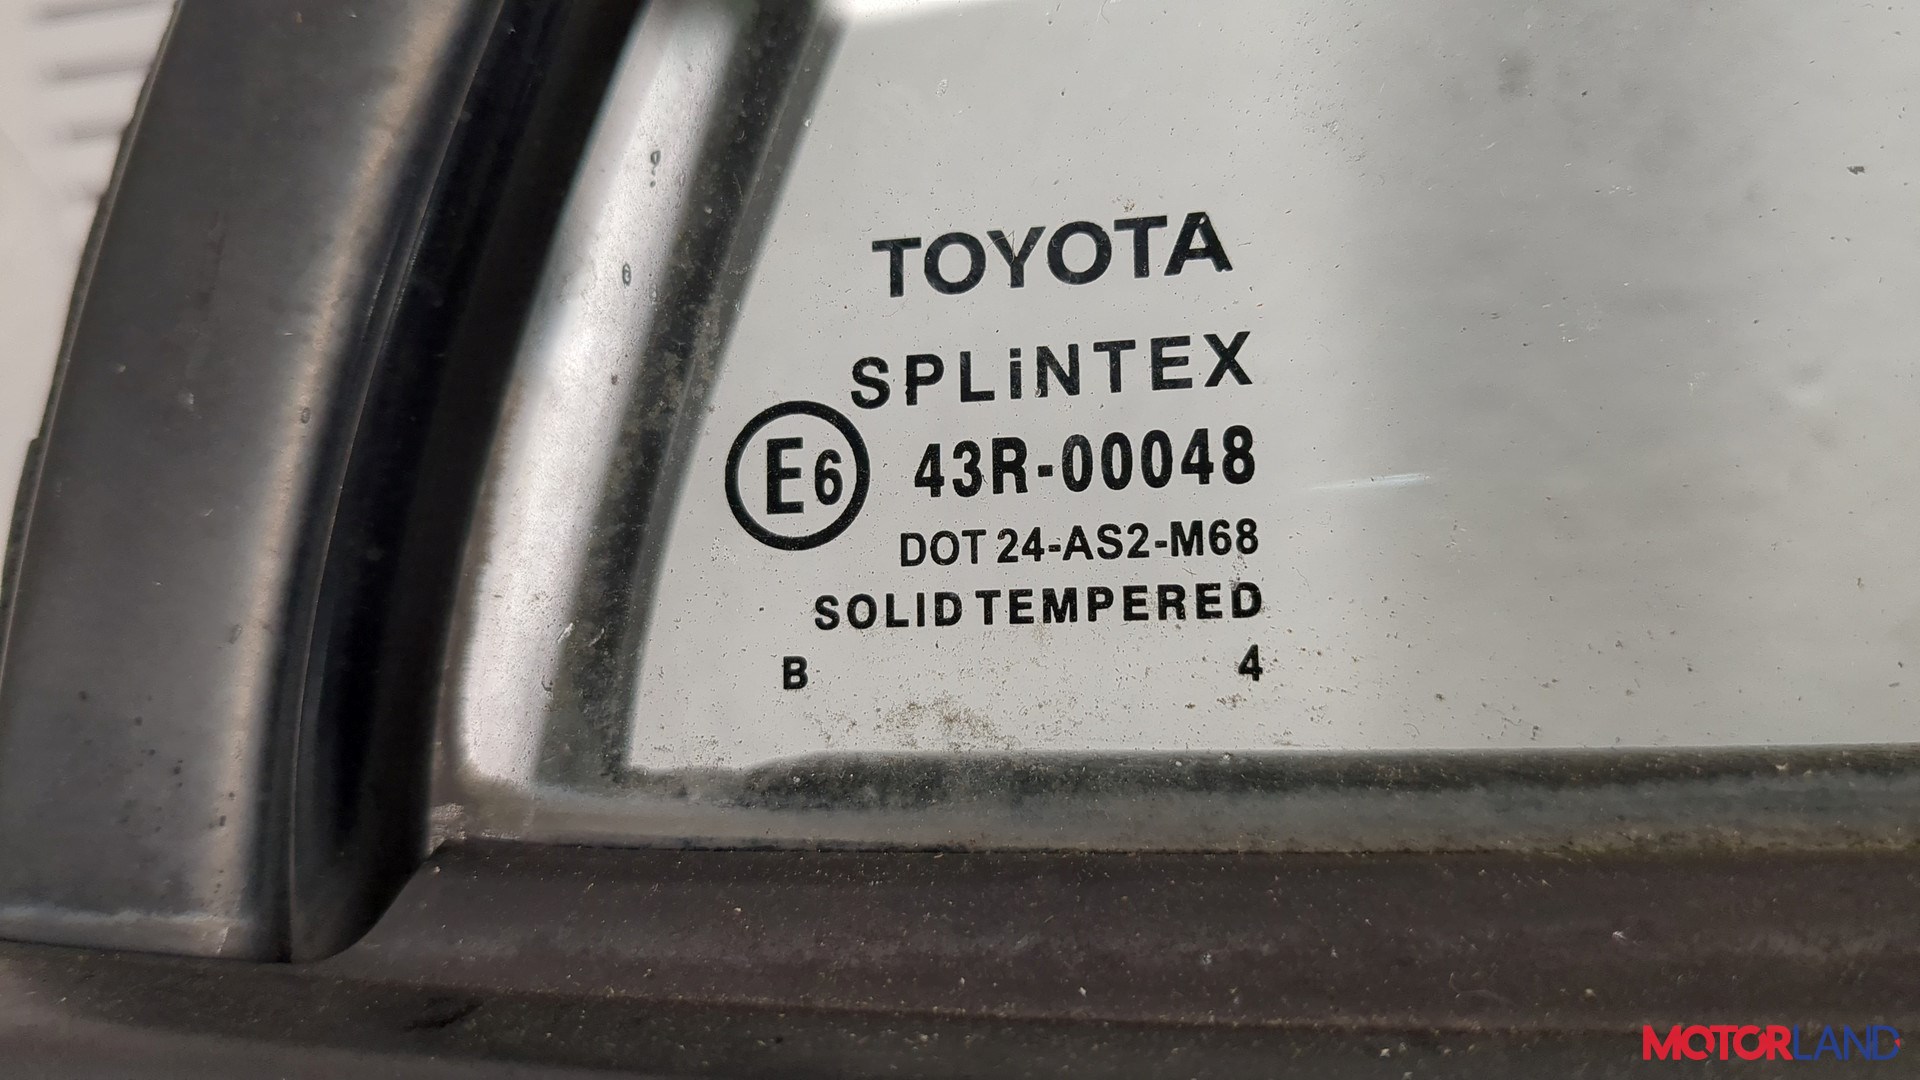 TOYOTA
SPLiNTEX
E6 43R-00048
DOT 24-AS2-M68
SOLID TEMPERED
B 4
MOTORLAND